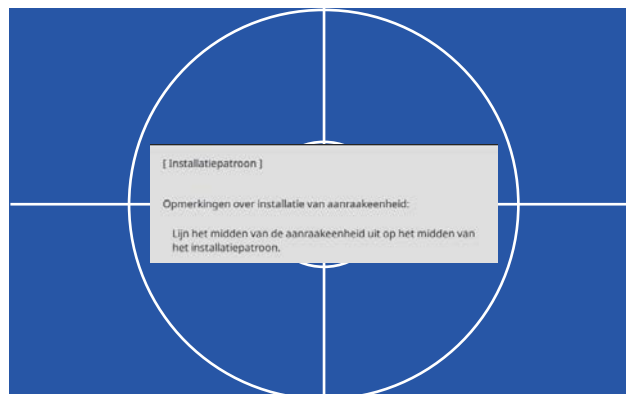 [ Installatiepatroon ]
Opmerkingen over installatie van aanraakeenheid:
Lijn het midden van de aanraakeenheid uit op het midden van
het installatiepatroon.